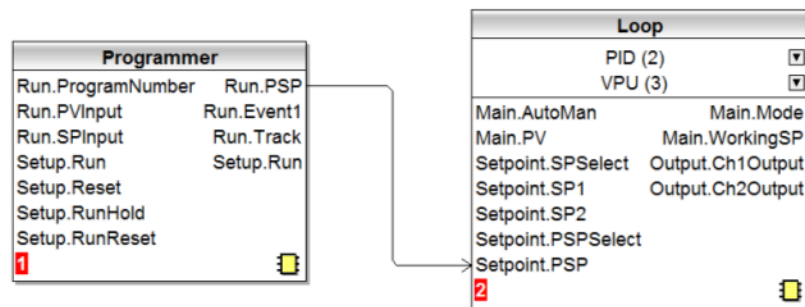 Programmer
Run.ProgramNumber Run.PSP
Run.PVInput Run.Event1
Run.SPInput Run.Track
Setup.Run Setup.Run
Setup.Reset
Setup.RunHold
Setup.RunReset
1
Loop
PID (2)
VPU (3)
Main.AutoMan Main.Mode
Main.PV Main.WorkingSP
Setpoint.SPSelect Output.Ch1Output
Setpoint.SP1 Output.Ch2Output
Setpoint.SP2
Setpoint.PSPSelect
Setpoint.PSP
2